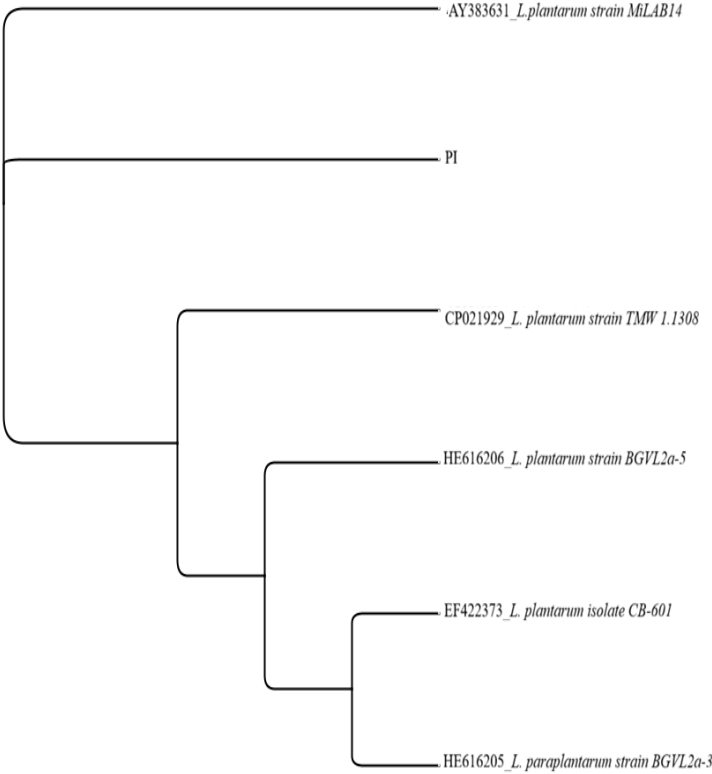 AY383631_L.plantarum strain MiLAB14
PI
CP021929_L. plantarum strain TMW 1.1308
HE616206_L. plantarum strain BGVL2a-5
EF422373_L. plantarum isolate CB-601
HE616205_L. paraplantarum strain BGVL2a-3